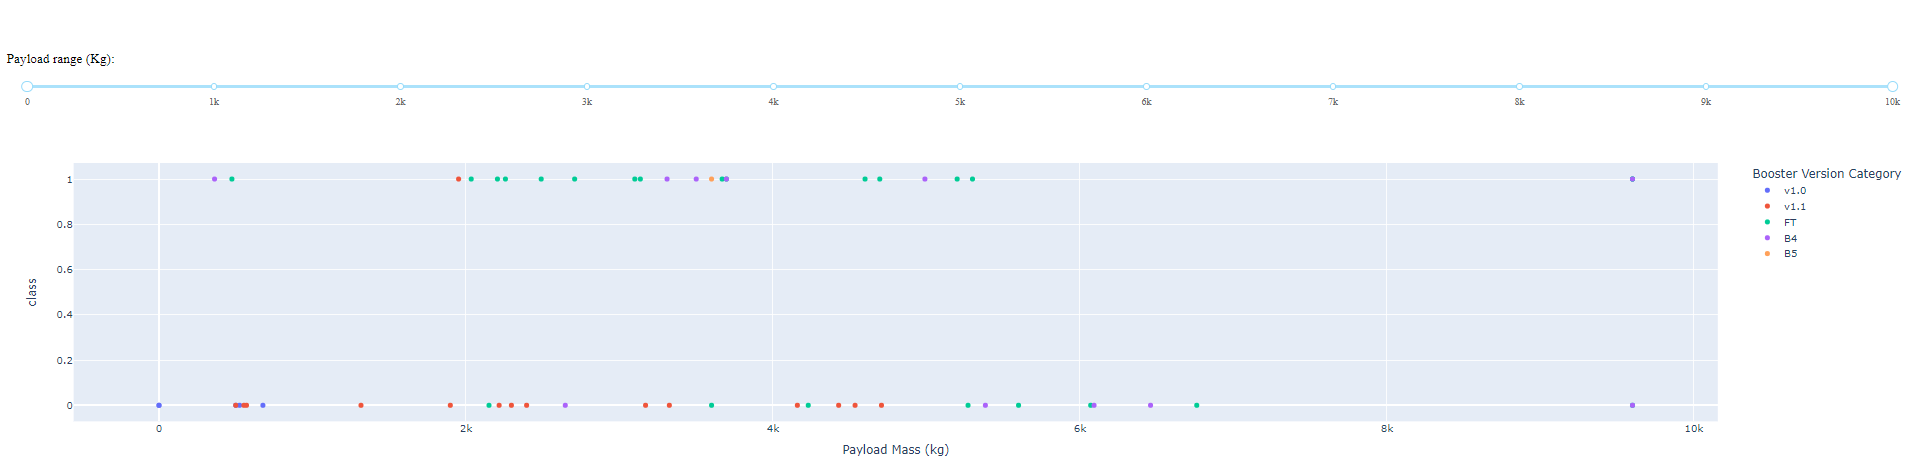 Payload range (Kg):
0 1k 2k 3k 4k 5k 6k 7k 8k 9k 10k
Booster Version Category
v1.0
v1.1
FT
B4
B5
class
1
0.8
0.6
0.4
0.2
0
0 2k 4k 6k 8k 10k
Payload Mass (kg)